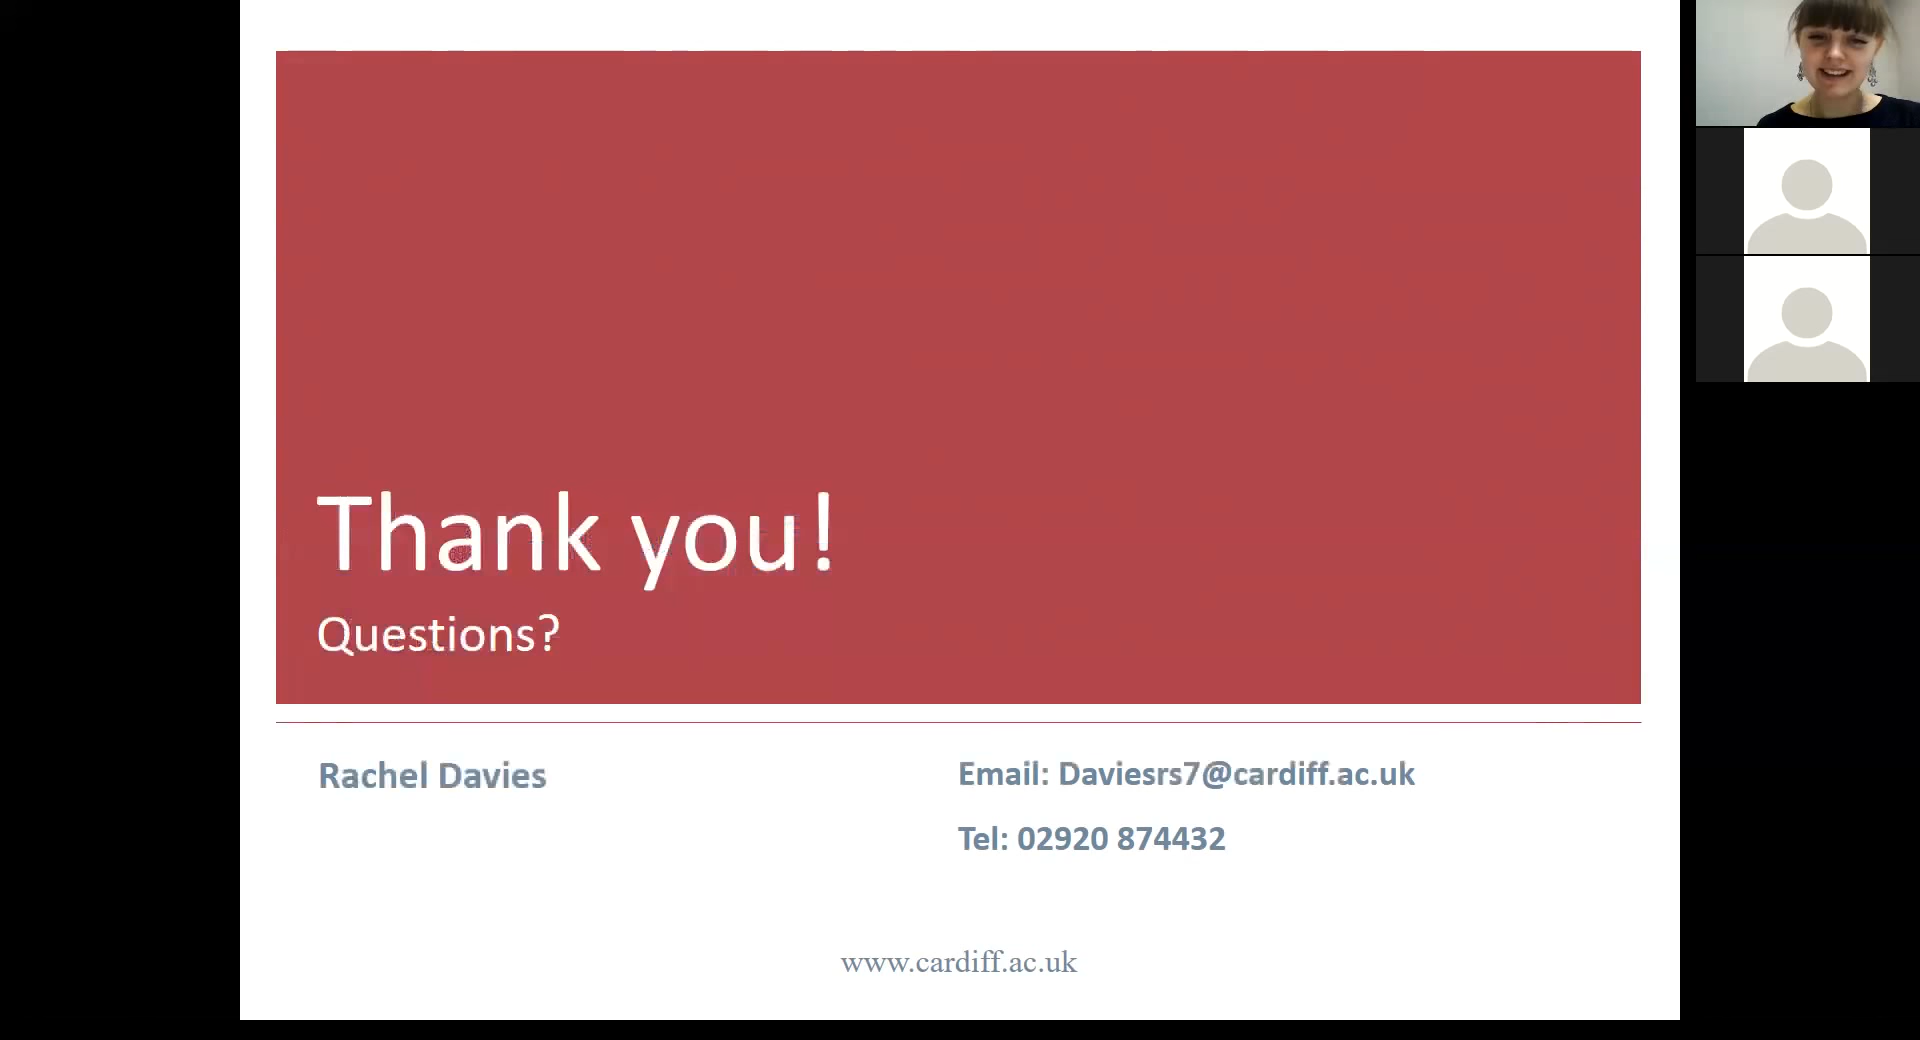 Thank you!
Questions?
Rachel Davies
Email: Daviesrs7@cardiff.ac.uk
Tel: 02920 874432
www.cardiff.ac.uk